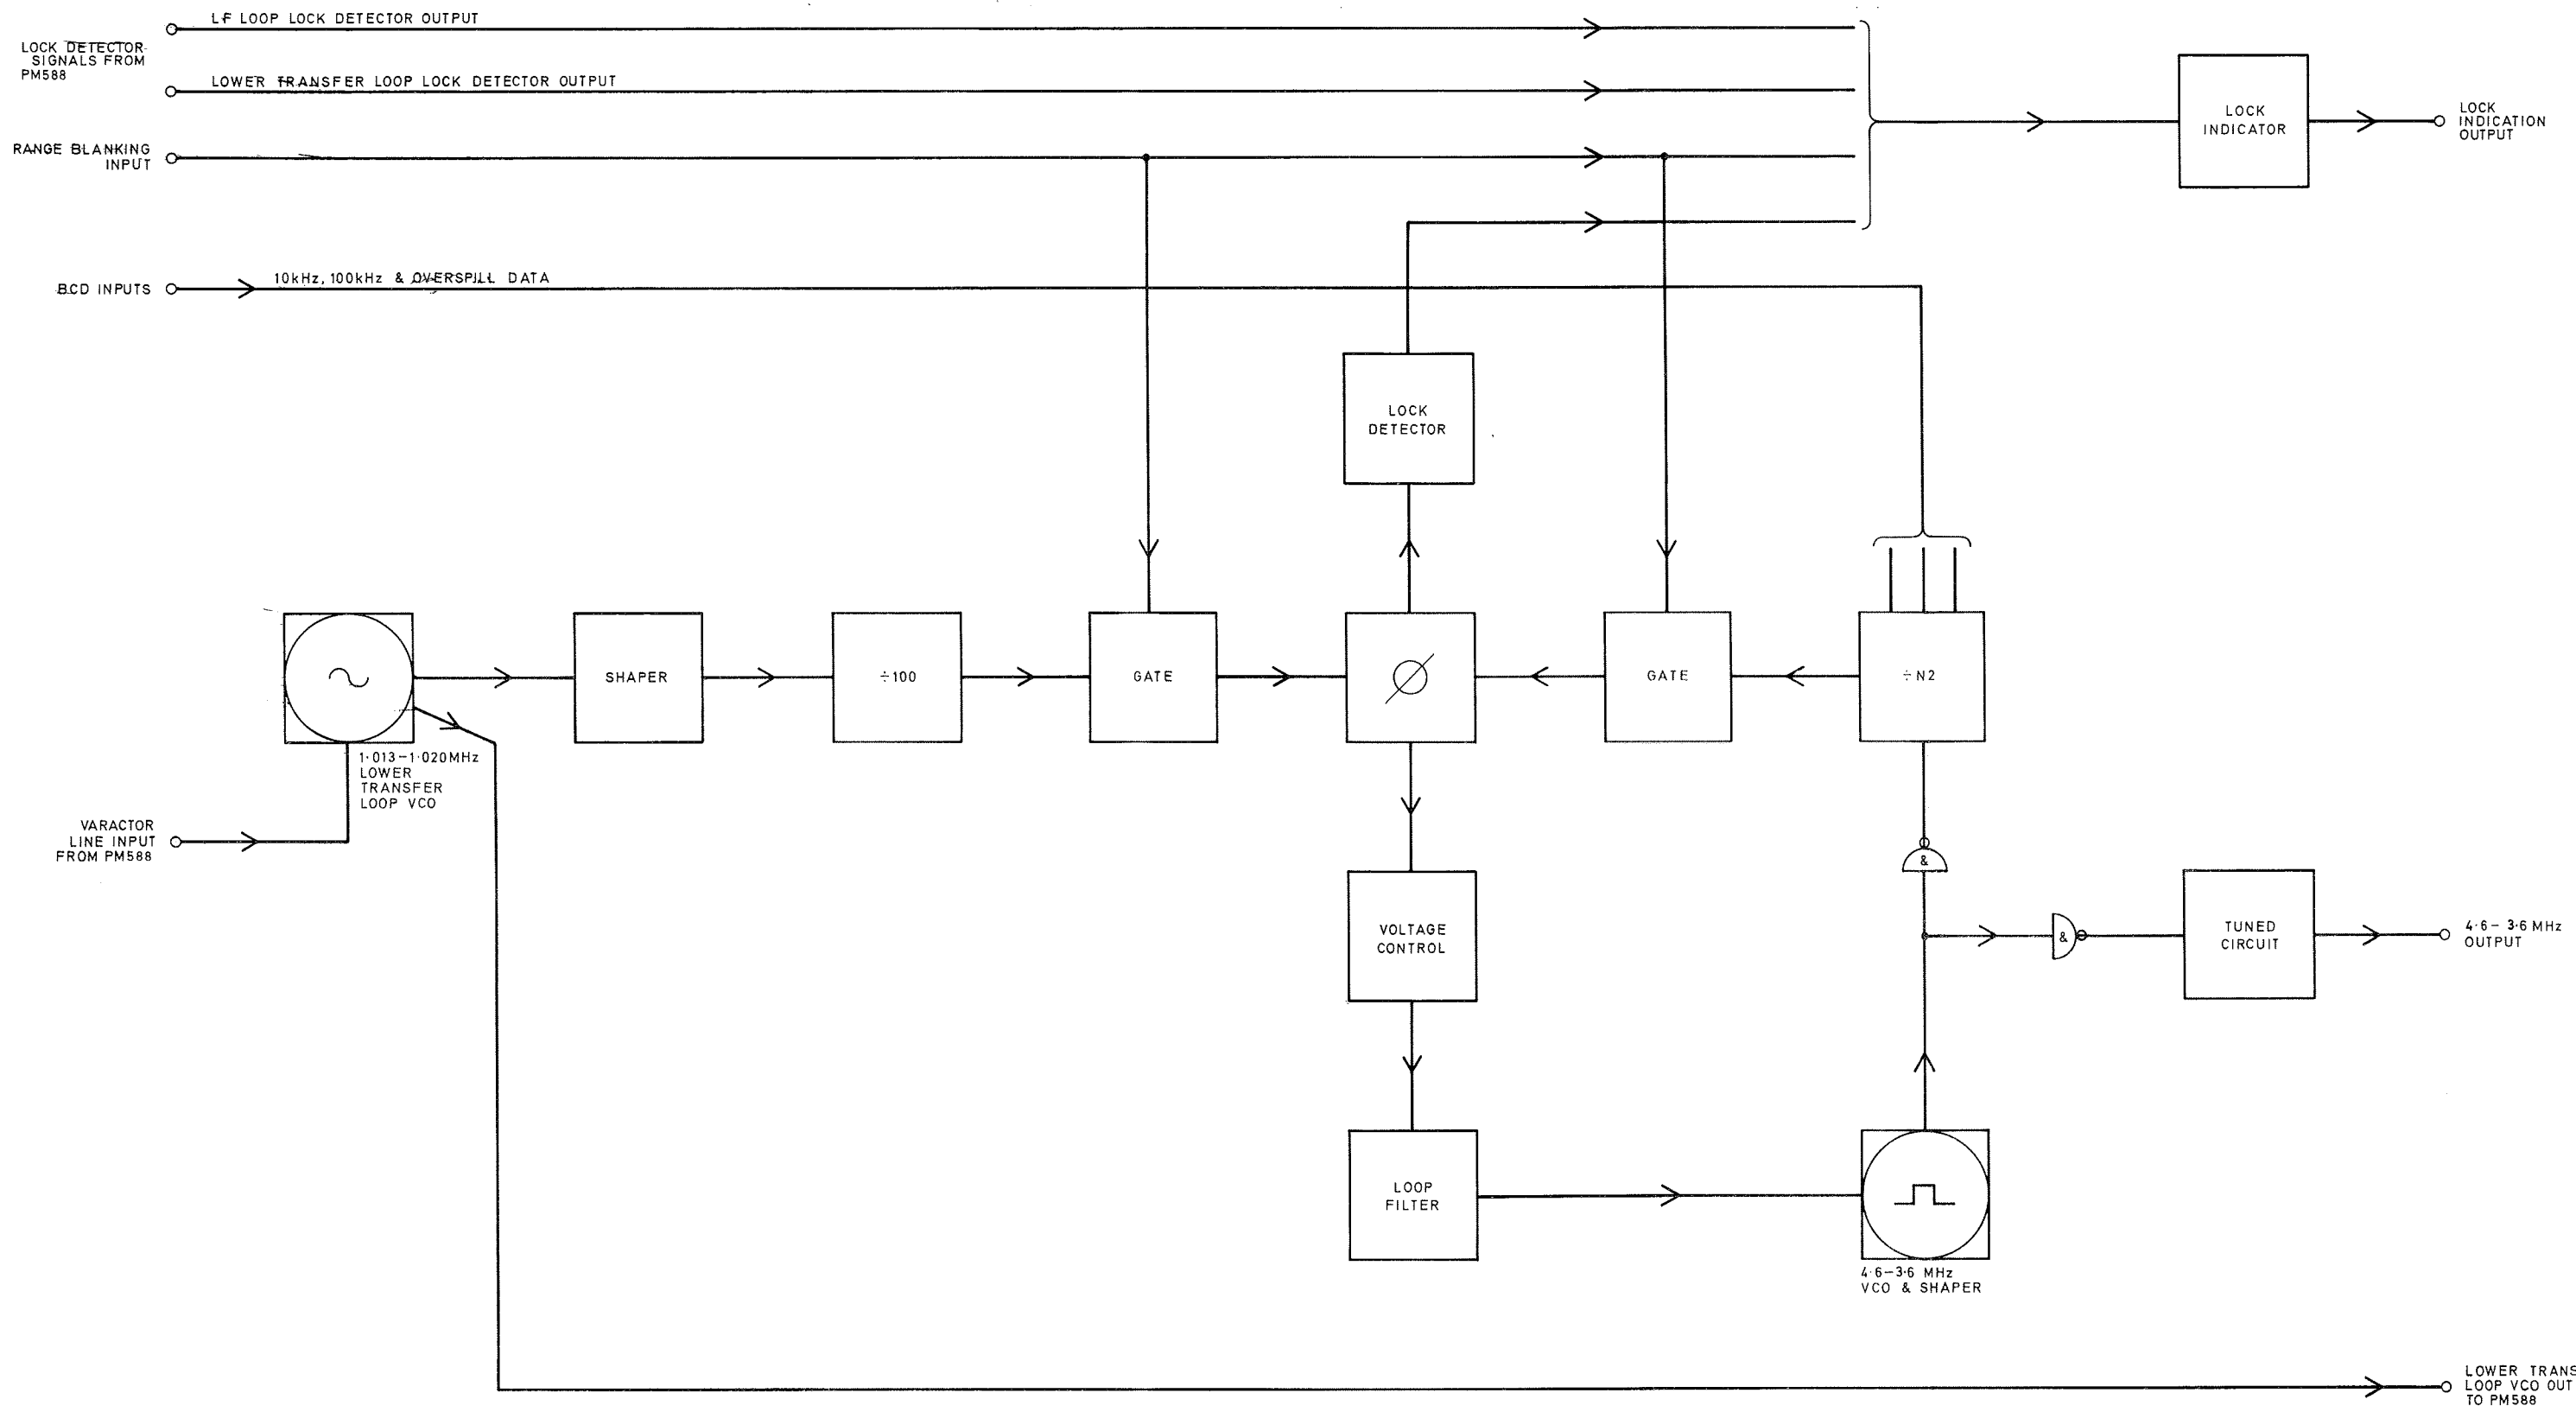 LF LOOP LOCK DETECTOR OUTPUT
LOCK DETECTOR
SIGNALS FROM
PM588
LOWER TRANSFER LOOP LOCK DETECTOR OUTPUT
RANGE BLANKING
INPUT
LOCK
INDICATOR
LOCK
INDICATION
OUTPUT
BCD INPUTS
10kHz, 100kHz & OVERSPILL DATA
LOCK
DETECTOR
SHAPER
÷100
GATE
GATE
÷N2
1·013–1·020MHz
LOWER
TRANSFER
LOOP VCO
VARACTOR
LINE INPUT
FROM PM588
VOLTAGE
CONTROL
&
&
TUNED
CIRCUIT
4·6– 3·6 MHz
OUTPUT
LOOP
FILTER
4·6–3·6 MHz
VCO & SHAPER
LOWER TRANS
LOOP VCO OUT
TO PM588